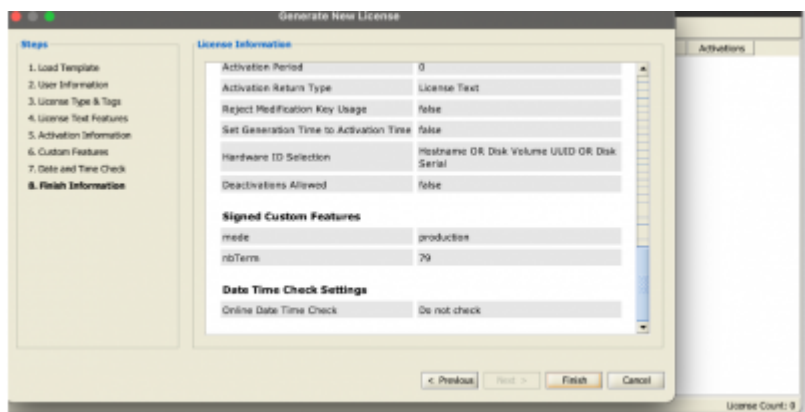 Generate New License
Steps
1. Load Template
2. User Information
3. License Type & Tags
4. License Text Features
5. Activation Information
6. Custom Features
7. Date and Time Check
8. Finish Information
License Information
Activation Period 0
Activation Return Type License Text
Reject Modification Key Usage false
Set Generation Time to Activation Time false
Hardware ID Selection Hostname OR Disk Volume UUID OR Disk
Serial
Deactivations Allowed false
Signed Custom Features
mode production
nbTerm 79
Date Time Check Settings
Online Date Time Check Do not check
< Previous Next > Finish Cancel
Activations
License Count: 0